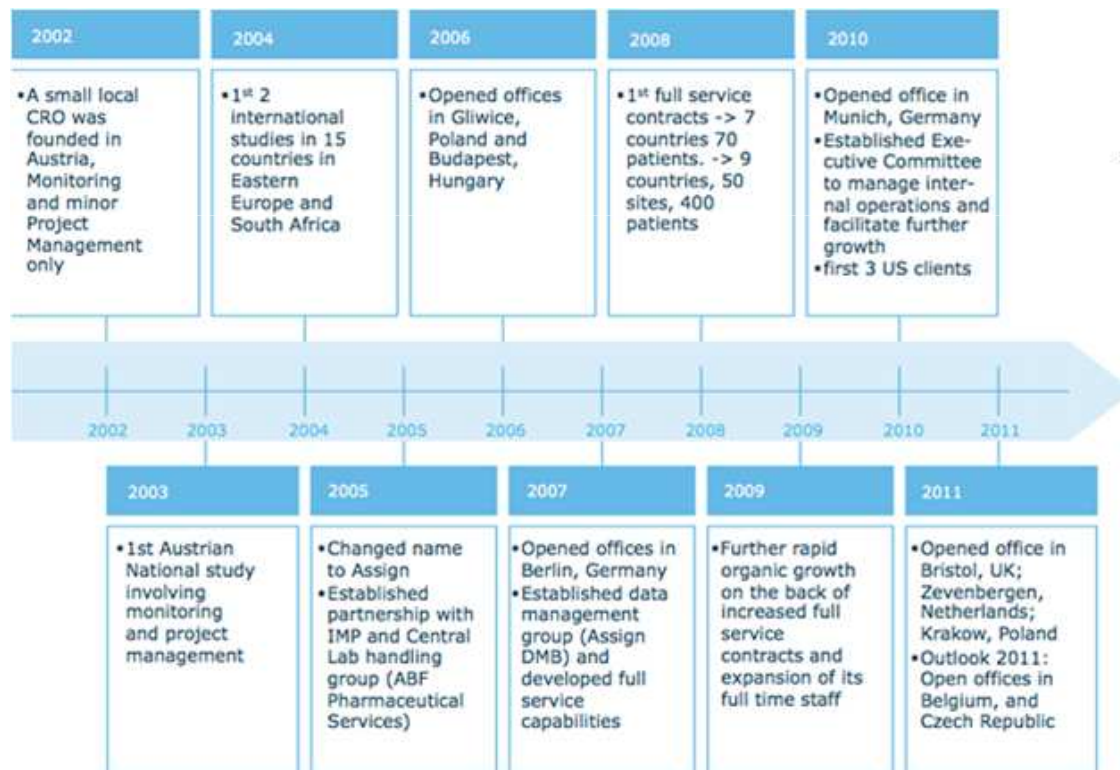 2002
•A small local
CRO was
founded in
Austria,
Monitoring
and minor
Project
Management
only
2004
•1st 2
international
studies in 15
countries in
Eastern
Europe and
South Africa
2006
•Opened offices
in Gliwice,
Poland and
Budapest,
Hungary
2008
•1st full service
contracts -> 7
countries 70
patients. -> 9
countries, 50
sites, 400
patients
2010
•Opened office in
Munich, Germany
•Established Exe-
cutive Committee
to manage inter-
nal operations and
facilitate further
growth
•first 3 US clients
2002 2003 2004 2005 2006 2007 2008 2009 2010 2011
2003
•1st Austrian
National study
involving
monitoring
and project
management
2005
•Changed name
to Assign
•Established
partnership with
IMP and Central
Lab handling
group (ABF
Pharmaceutical
Services)
2007
•Opened offices in
Berlin, Germany
•Established data
management
group (Assign
DMB) and
developed full
service
capabilities
2009
•Further rapid
organic growth
on the back of
increased full
service
contracts and
expansion of its
full time staff
2011
•Opened office in
Bristol, UK;
Zevenbergen,
Netherlands;
Krakow, Poland
•Outlook 2011:
Open offices in
Belgium, and
Czech Republic